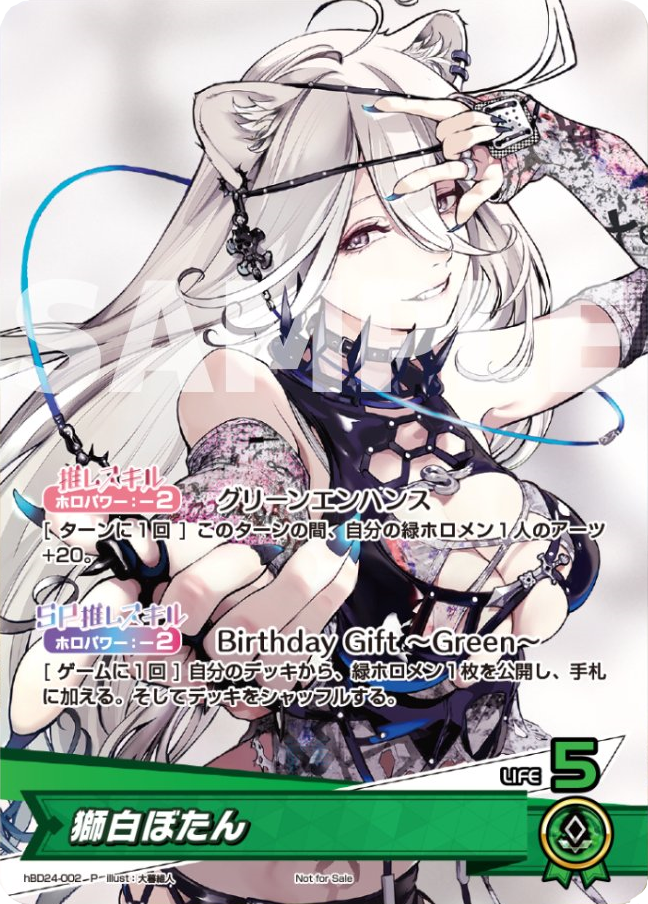 SAMPLE
推しスキル
ホロパワー：－2 グリーンエンハンス
[ ターンに１回 ] このターンの間、自分の緑ホロメン１人のアーツ
+20。
SP推しスキル
ホロパワー：－2 Birthday Gift ～Green～
[ ゲームに１回 ] 自分のデッキから、緑ホロメン１枚を公開し、手札
に加える。そしてデッキをシャッフルする。
LIFE 5
獅白ぼたん
hBD24-002 P illust：大暮維人 Not for Sale